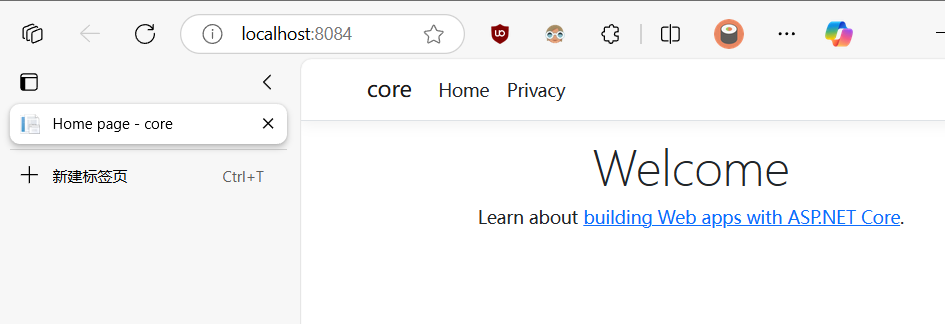 localhost:8084
core Home Privacy
Home page - core
新建标签页 Ctrl+T
Welcome
Learn about building Web apps with ASP.NET Core.